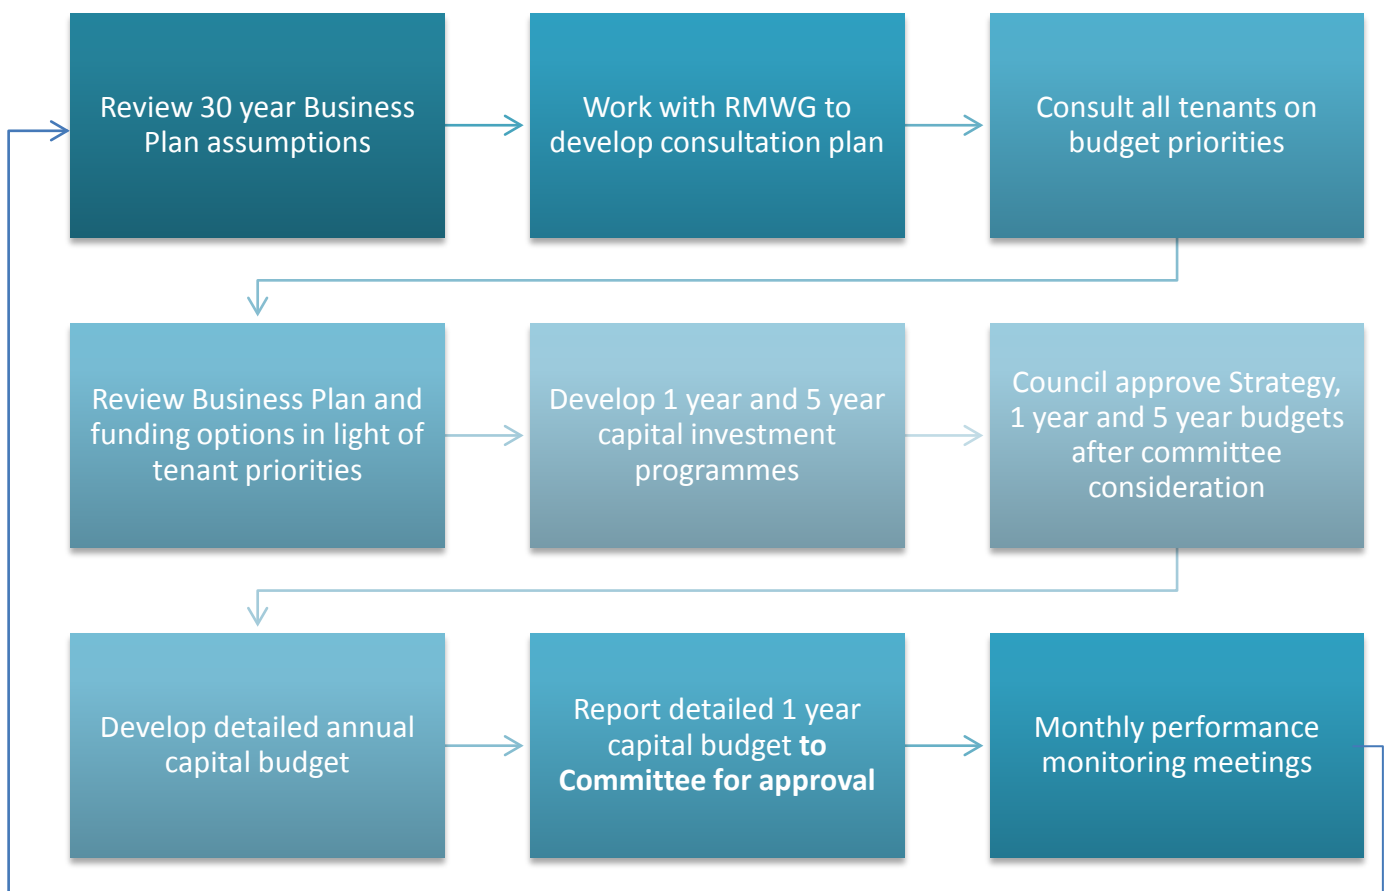 Review 30 year Business
Plan assumptions
Work with RMWG to
develop consultation plan
Consult all tenants on
budget priorities
Review Business Plan and
funding options in light of
tenant priorities
Develop 1 year and 5 year
capital investment
programmes
Council approve Strategy,
1 year and 5 year budgets
after committee
consideration
Develop detailed annual
capital budget
Report detailed 1 year
capital budget to
Committee for approval
Monthly performance
monitoring meetings